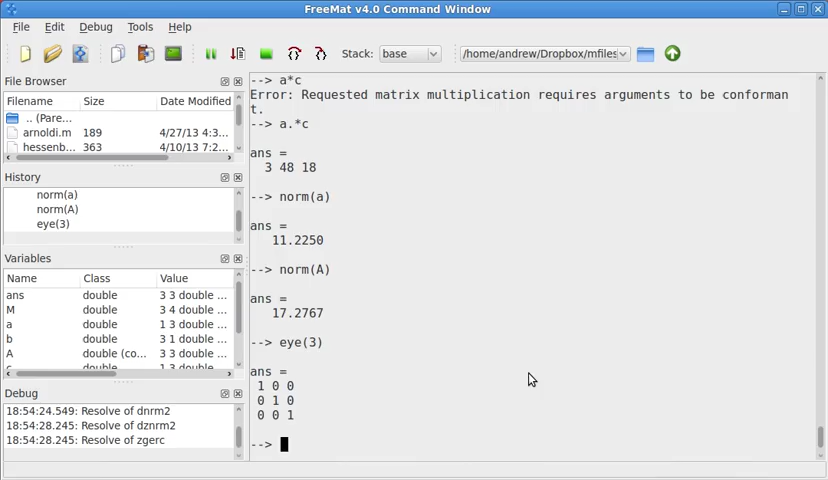 FreeMat v4.0 Command Window
File Edit Debug Tools Help
Stack: base /home/andrew/Dropbox/mfiles
File Browser
Filename Size Date Modified
.. (Pare...
arnoldi.m 189 4/27/13 4:3...
hessenb... 363 4/10/13 7:2...
History
norm(a)
norm(A)
eye(3)
Variables
Name Class Value
ans double 3 3 double ...
M double 3 4 double ...
a double 1 3 double ...
b double 3 1 double ...
A double (co... 3 3 double ...
Debug
18:54:24.549: Resolve of dnrm2
18:54:28.245: Resolve of dznrm2
18:54:28.245: Resolve of zgerc
--> a*c
Error: Requested matrix multiplication requires arguments to be conforman
t.
--> a.*c
ans =
3 48 18
--> norm(a)
ans =
11.2250
--> norm(A)
ans =
17.2767
--> eye(3)
ans =
1 0 0
0 1 0
0 0 1
-->